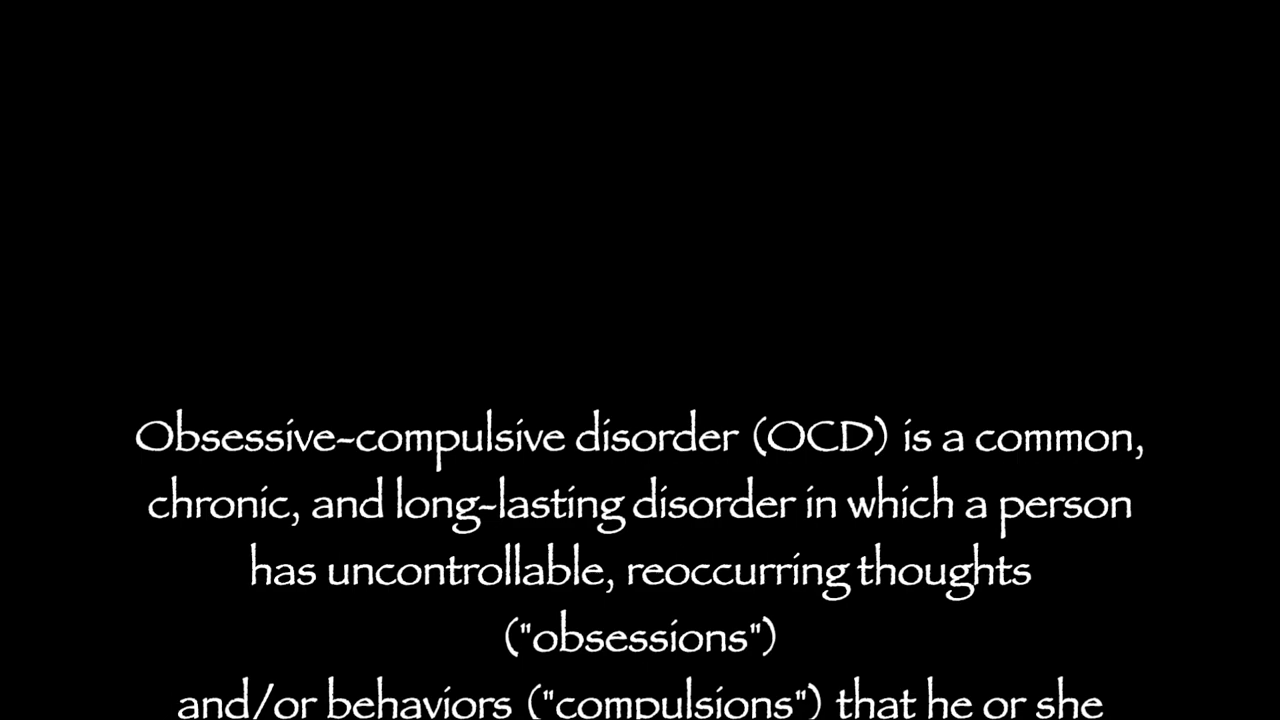 Obsessive-compulsive disorder (OCD) is a common,
chronic, and long-lasting disorder in which a person
has uncontrollable, reoccurring thoughts
("obsessions")
and/or behaviors ("compulsions") that he or she